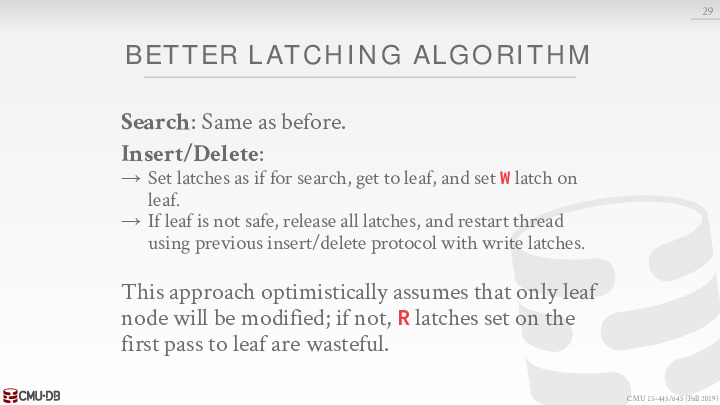 29
BETTER LATCHING ALGORITHM
Search: Same as before.
Insert/Delete:
→ Set latches as if for search, get to leaf, and set W latch on
leaf.
→ If leaf is not safe, release all latches, and restart thread
using previous insert/delete protocol with write latches.
This approach optimistically assumes that only leaf
node will be modified; if not, R latches set on the
first pass to leaf are wasteful.
CMU·DB
CMU 15-445/645 (Fall 2019)